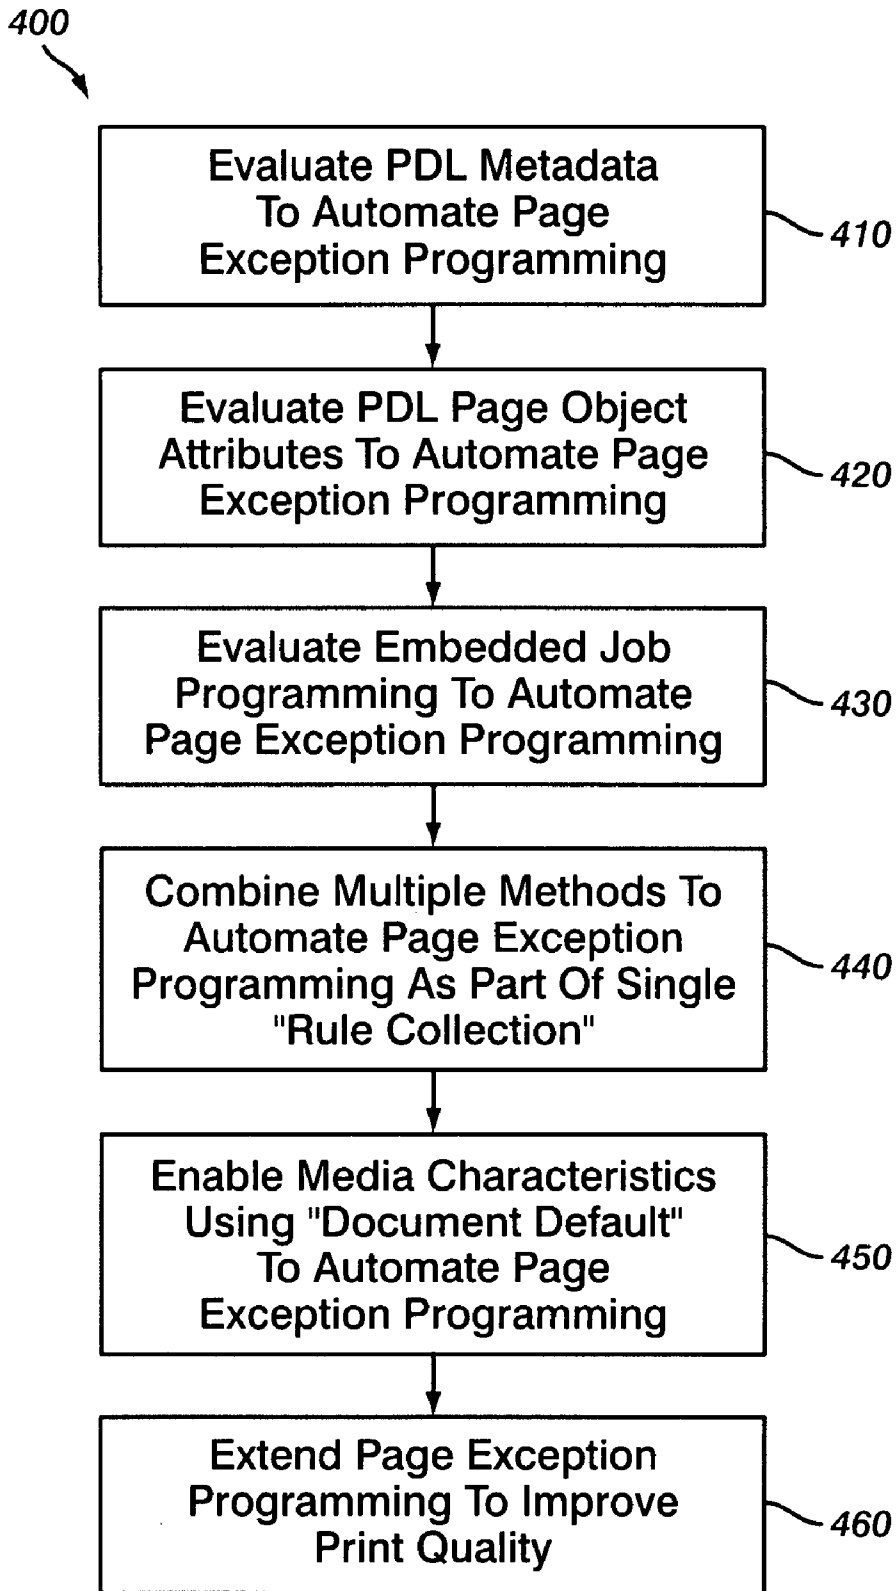 400
Evaluate PDL Metadata
To Automate Page
Exception Programming
410
Evaluate PDL Page Object
Attributes To Automate Page
Exception Programming
420
Evaluate Embedded Job
Programming To Automate
Page Exception Programming
430
Combine Multiple Methods To
Automate Page Exception
Programming As Part Of Single
"Rule Collection"
440
Enable Media Characteristics
Using "Document Default"
To Automate Page
Exception Programming
450
Extend Page Exception
Programming To Improve
Print Quality
460